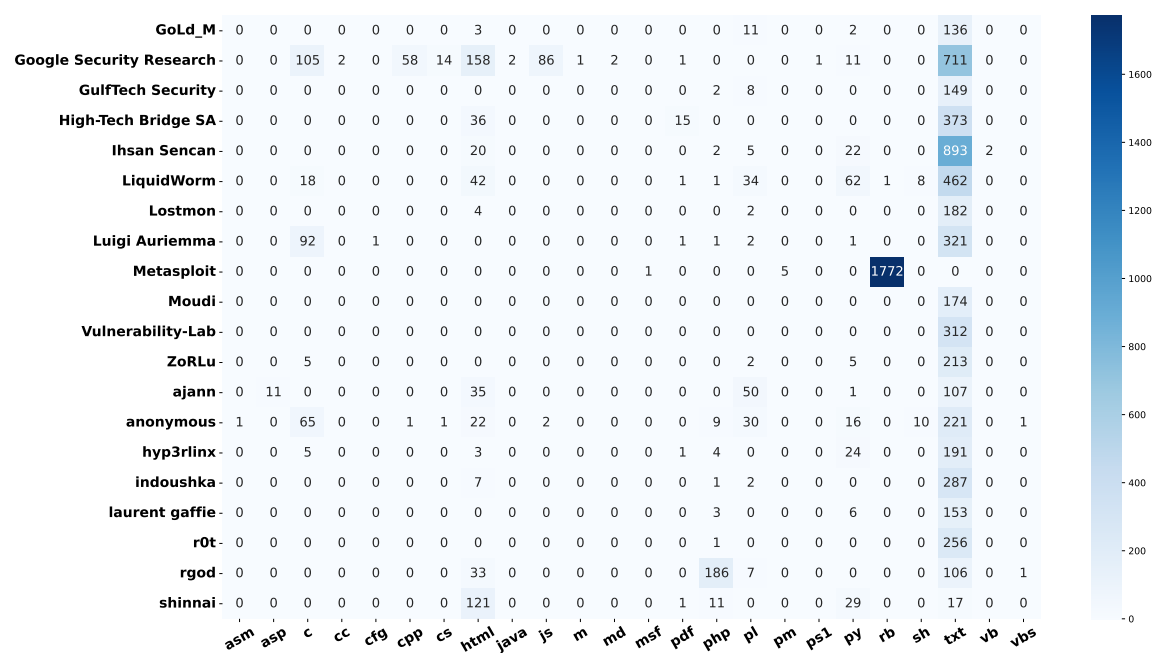 GoLd_M 0 0 0 0 0 0 0 3 0 0 0 0 0 0 0 11 0 0 2 0 0 136 0 0
Google Security Research 0 0 105 2 0 58 14 158 2 86 1 2 0 1 0 0 0 1 11 0 0 711 0 0 1600
GulfTech Security 0 0 0 0 0 0 0 0 0 0 0 0 0 0 2 8 0 0 0 0 0 149 0 0
High-Tech Bridge SA 0 0 0 0 0 0 0 36 0 0 0 0 0 15 0 0 0 0 0 0 0 373 0 0 1400
Ihsan Sencan 0 0 0 0 0 0 0 20 0 0 0 0 0 0 2 5 0 0 22 0 0 893 2 0
LiquidWorm 0 0 18 0 0 0 0 42 0 0 0 0 0 1 1 34 0 0 62 1 8 462 0 0
Lostmon 0 0 0 0 0 0 0 4 0 0 0 0 0 0 0 2 0 0 0 0 0 182 0 0 1200
Luigi Auriemma 0 0 92 0 1 0 0 0 0 0 0 0 0 1 1 2 0 0 1 0 0 321 0 0
Metasploit 0 0 0 0 0 0 0 0 0 0 0 0 1 0 0 0 5 0 0 1772 0 0 0 0 1000
Moudi 0 0 0 0 0 0 0 0 0 0 0 0 0 0 0 0 0 0 0 0 0 174 0 0
Vulnerability-Lab 0 0 0 0 0 0 0 0 0 0 0 0 0 0 0 0 0 0 0 0 0 312 0 0
ZoRLu 0 0 5 0 0 0 0 0 0 0 0 0 0 0 0 2 0 0 5 0 0 213 0 0 800
ajann 0 11 0 0 0 0 0 35 0 0 0 0 0 0 0 50 0 0 1 0 0 107 0 0
anonymous 1 0 65 0 0 1 1 22 0 2 0 0 0 0 9 30 0 0 16 0 10 221 0 1 600
hyp3rlinx 0 0 5 0 0 0 0 3 0 0 0 0 0 1 4 0 0 0 24 0 0 191 0 0
indoushka 0 0 0 0 0 0 0 7 0 0 0 0 0 0 1 2 0 0 0 0 0 287 0 0 400
laurent gaffie 0 0 0 0 0 0 0 0 0 0 0 0 0 0 3 0 0 0 6 0 0 153 0 0
r0t 0 0 0 0 0 0 0 0 0 0 0 0 0 0 1 0 0 0 0 0 0 256 0 0 200
rgod 0 0 0 0 0 0 0 33 0 0 0 0 0 0 186 7 0 0 0 0 0 106 0 1
shinnai 0 0 0 0 0 0 0 121 0 0 0 0 0 1 11 0 0 0 29 0 0 17 0 0 0
asm asp c cc cfg cpp cs html java js m md msf pdf php pl pm ps1 py rb sh txt vb vbs